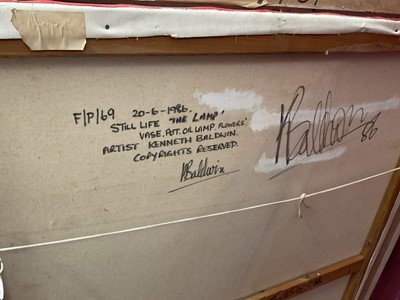 F/P/69 20-6-1986.
STILL LIFE 'THE LAMP'
VASE, POT. OIL LAMP, FLOWERS.
ARTIST KENNETH BALDWIN.
COPYRIGHTS RESERVED.
KBaldwin
KBaldwin
86